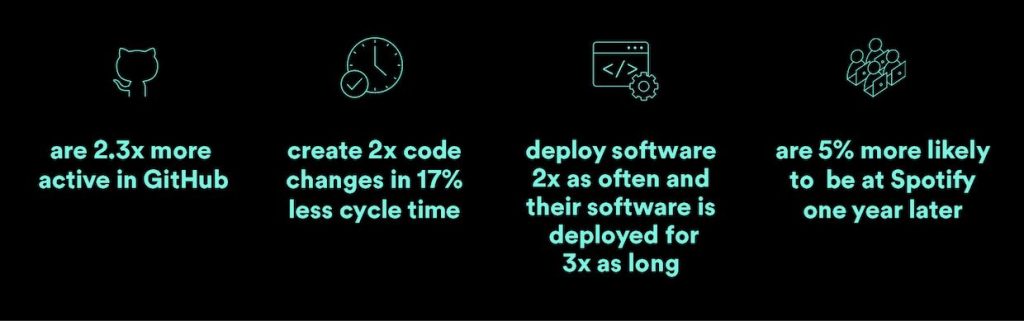 are 2.3x more
active in GitHub
create 2x code
changes in 17%
less cycle time
deploy software
2x as often and
their software is
deployed for
3x as long
are 5% more likely
to be at Spotify
one year later